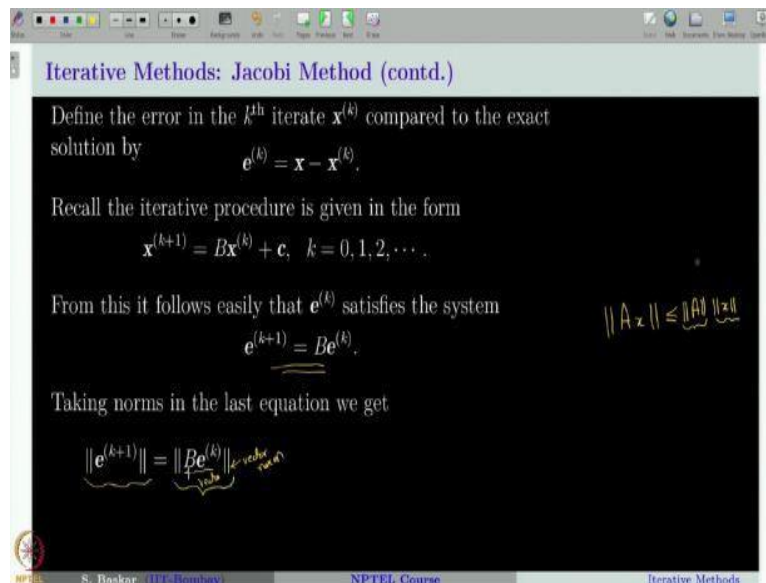 Iterative Methods: Jacobi Method (contd.)
Define the error in the kth iterate x^(k) compared to the exact
solution by
e^(k) = x − x^(k).
Recall the iterative procedure is given in the form
x^(k+1) = Bx^(k) + c, k = 0, 1, 2, ⋯ .
From this it follows easily that e^(k) satisfies the system
||Ax|| ≤ ||A|| ||x||
e^(k+1) = Be^(k).
Taking norms in the last equation we get
||e^(k+1)|| = ||Be^(k)|| ← vector norm
vector
S. Baskar (IIT-Bombay) NPTEL Course Iterative Methods